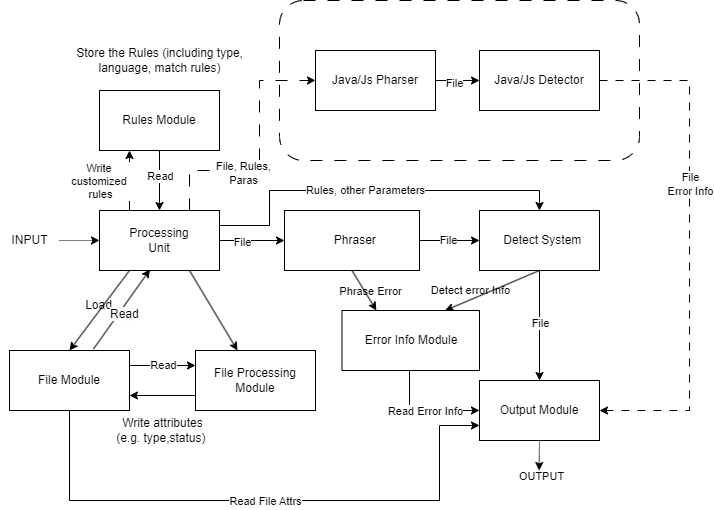 Store the Rules (including type,
language, match rules)
Java/Js Pharser
File
Java/Js Detector
Rules Module
Write
customized
rules
Read
File, Rules,
Paras
File
Error Info
Rules, other Parameters
INPUT
Processing
Unit
File
Phraser
File
Detect System
Load
Read
Phrase Error
Detect error Info
File
Error Info Module
File Module
Read
File Processing
Module
Write attributes
(e.g. type,status)
Read Error Info
Output Module
OUTPUT
Read File Attrs